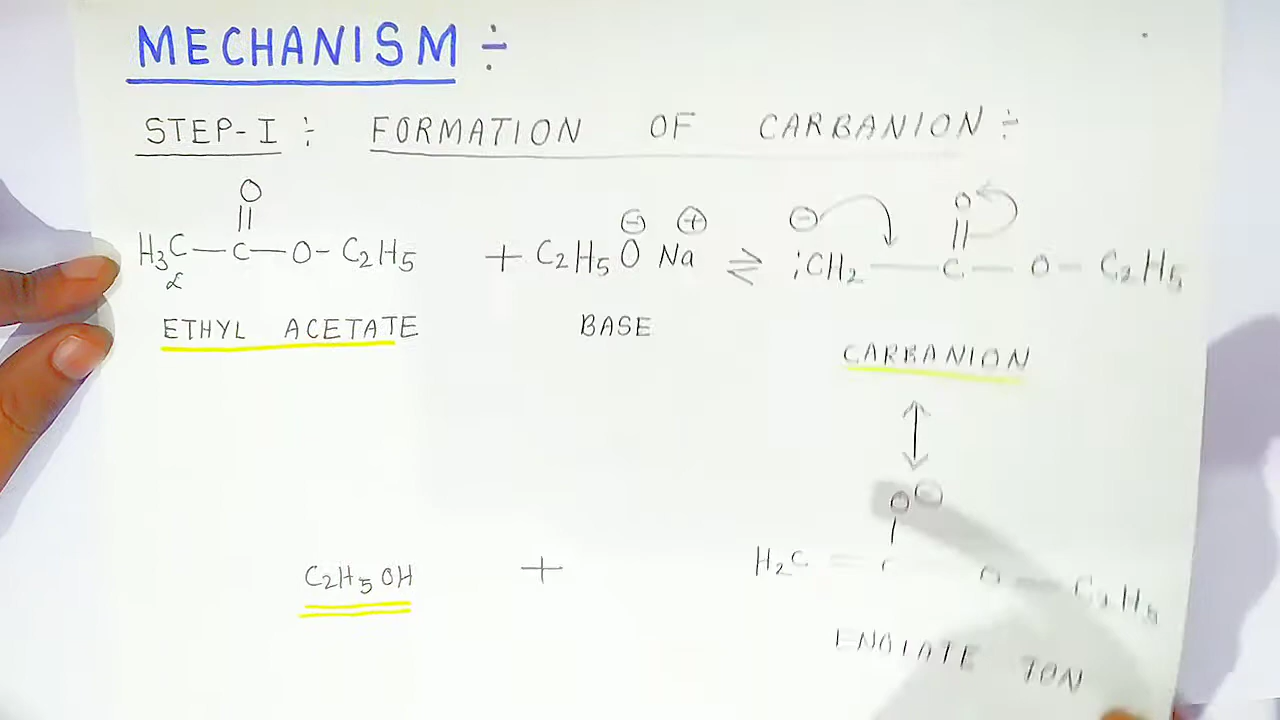 MECHANISM ÷
STEP-I ÷ FORMATION OF CARBANION ÷
O
||
H3C — C — O - C2H5 + C2H5O⊖ Na⊕ ⇌ ⊖:CH2 — C — O - C2H5
α
O
||
ETHYL ACETATE
BASE
CARBANION
↕
O⊖
|
C2H5OH + H2C = C — O — C2H5
ENOLATE ION